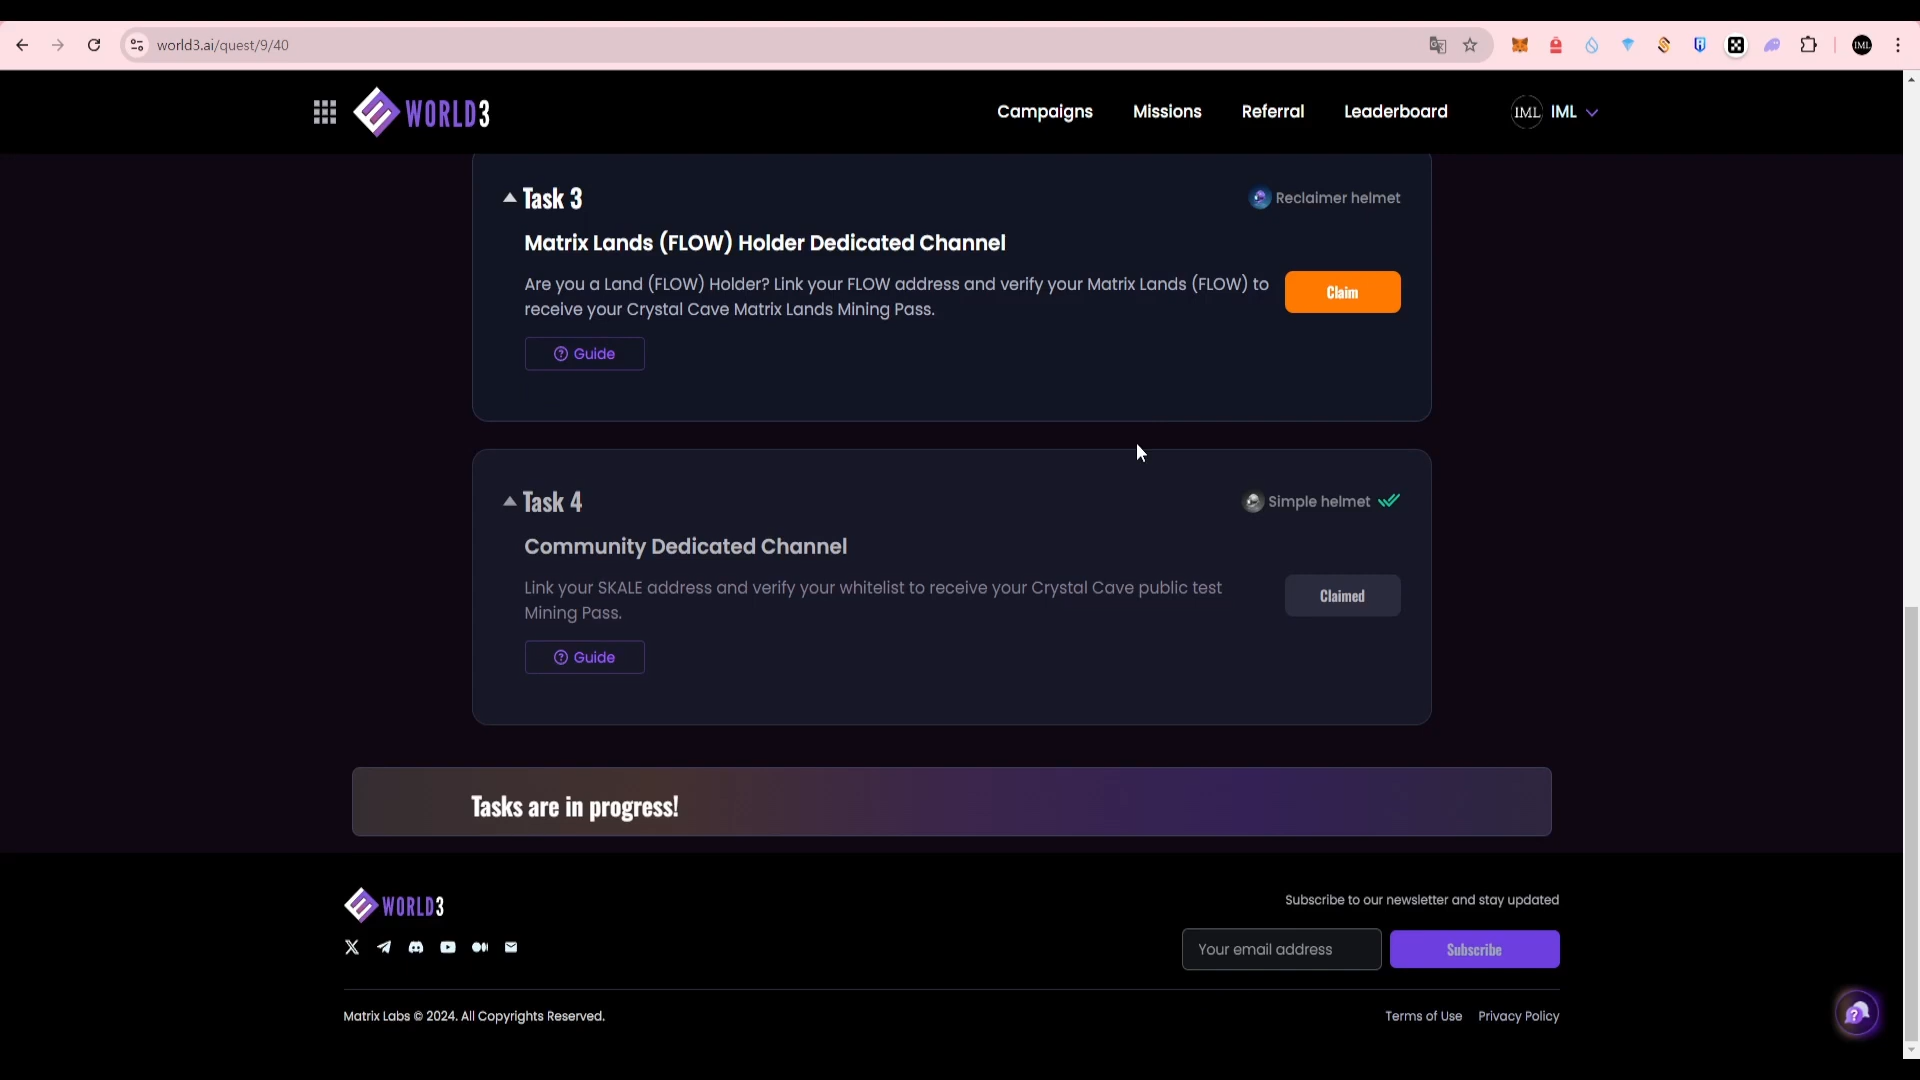 world3.ai/quest/9/40
IML
WORLD3
Campaigns
Missions
Referral
Leaderboard
IML
IML
Task 3
Reclaimer helmet
Matrix Lands (FLOW) Holder Dedicated Channel
Are you a Land (FLOW) Holder? Link your FLOW address and verify your Matrix Lands (FLOW) to
receive your Crystal Cave Matrix Lands Mining Pass.
Claim
Guide
Task 4
Simple helmet
Community Dedicated Channel
Link your SKALE address and verify your whitelist to receive your Crystal Cave public test
Mining Pass.
Claimed
Guide
Tasks are in progress!
WORLD3
Subscribe to our newsletter and stay updated
Your email address
Subscribe
Matrix Labs © 2024. All Copyrights Reserved.
Terms of Use
Privacy Policy